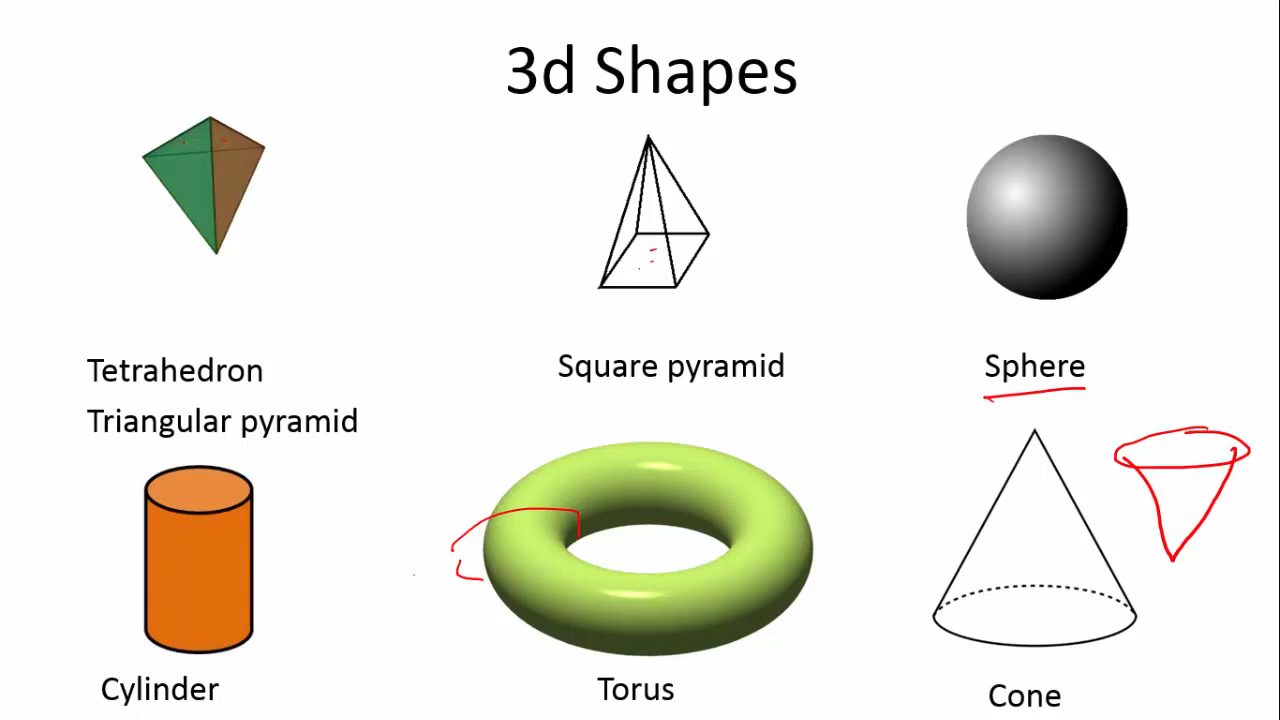 3d Shapes
Tetrahedron
Triangular pyramid
Square pyramid
Sphere
Cylinder
Torus
Cone